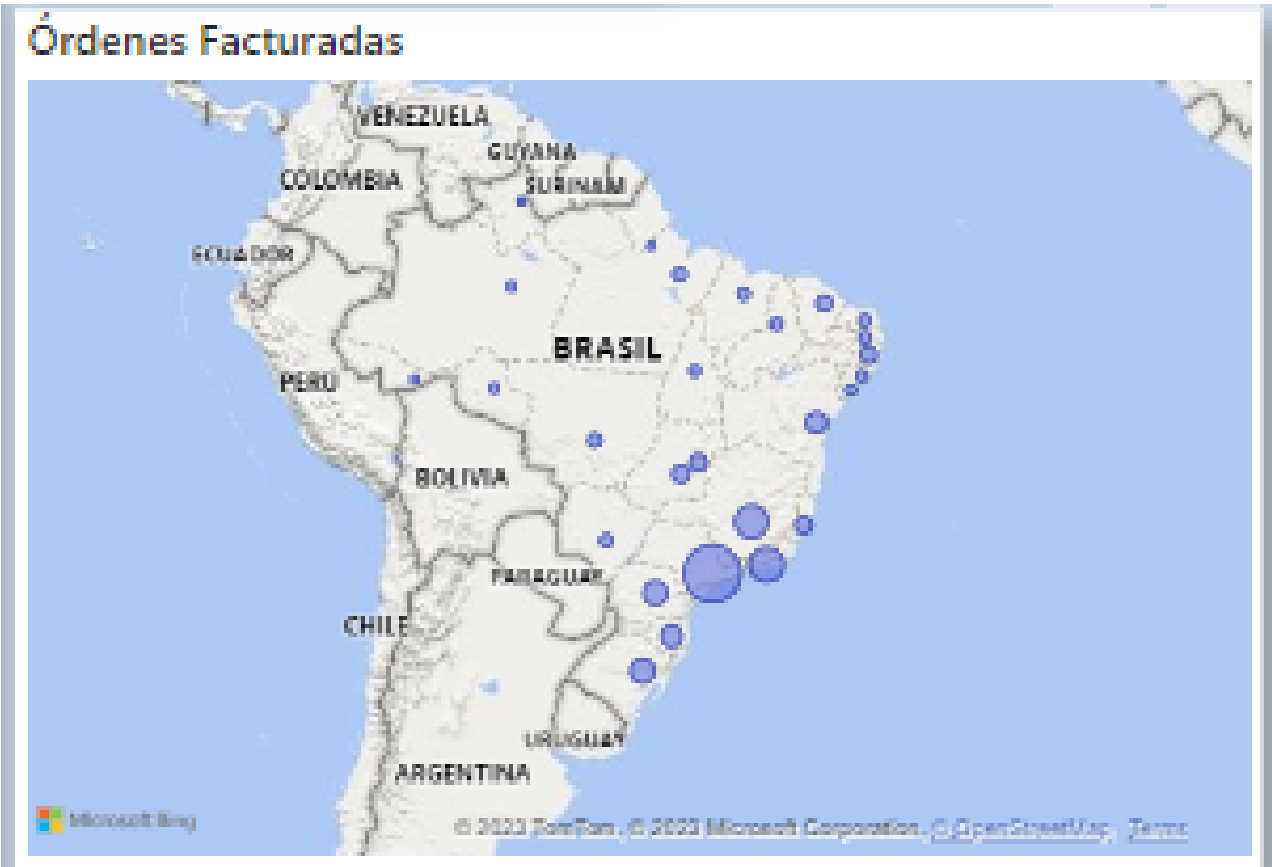 Órdenes Facturadas
VENEZUELA
GUYANA
COLOMBIA
SURINAM
ECUADOR
BRASIL
PERÚ
BOLIVIA
PARAGUAY
CHILE
URUGUAY
ARGENTINA
Microsoft Bing
© 2023 TomTom, © 2023 Microsoft Corporation, © OpenStreetMap Terms